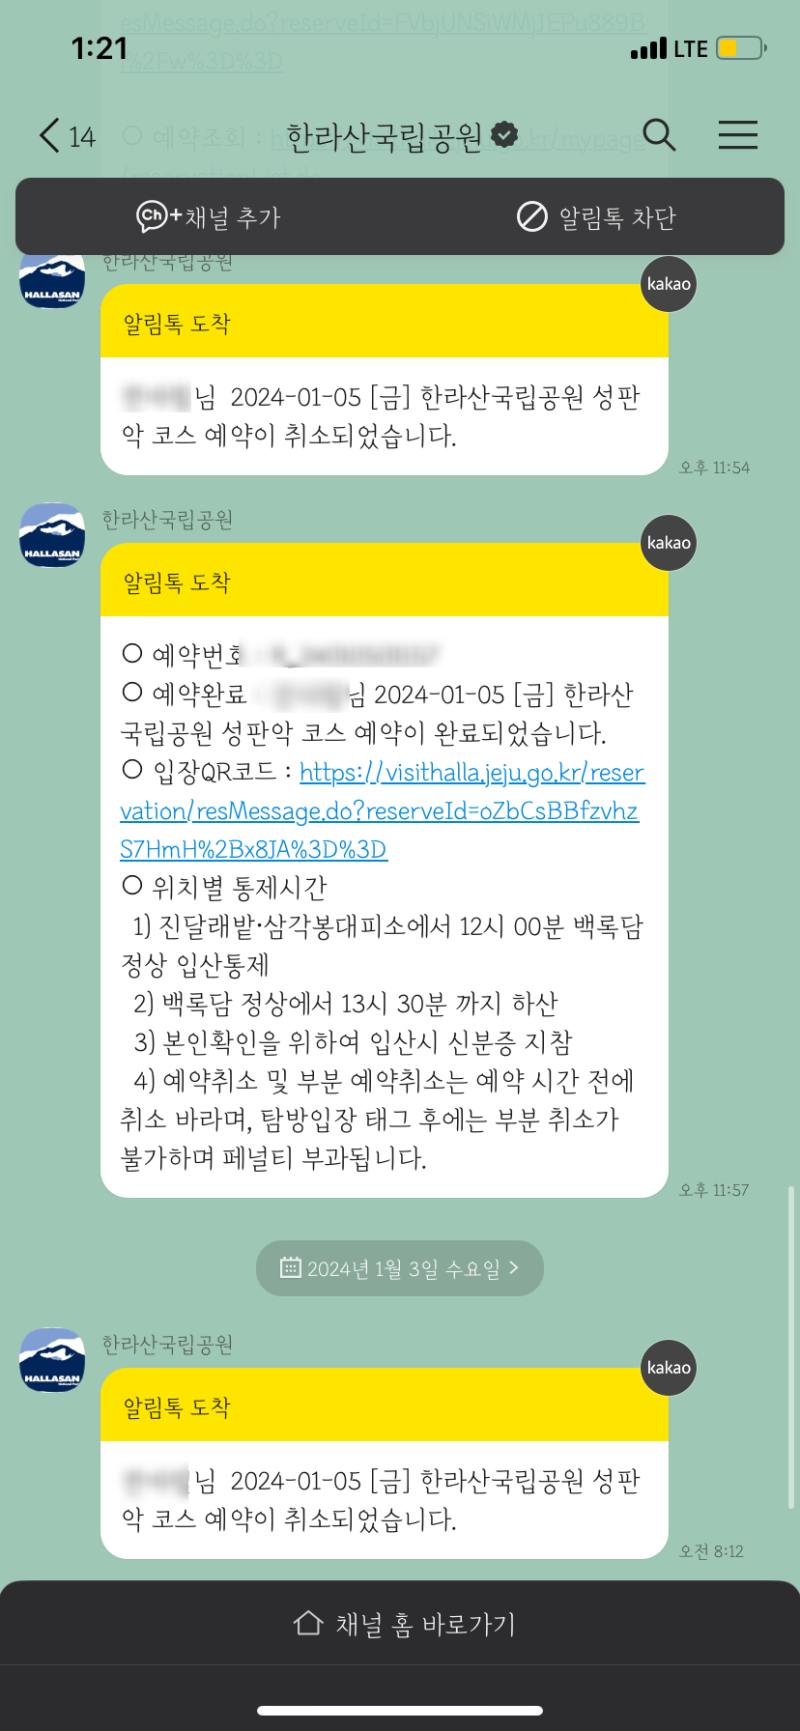 esMessage.do?reserveId=FVbjUNSiWMjJEPu889B
%2Fw%3D%3D
1:21
LTE
14
○ 예약조회 :
한라산국립공원
go.kr/mypage
Ch+채널 추가
알림톡 차단
한라산국립공원
HALLASAN
kakao
알림톡 도착
님 2024-01-05 [금] 한라산국립공원 성판
악 코스 예약이 취소되었습니다.
오후 11:54
한라산국립공원
HALLASAN
kakao
알림톡 도착
○ 예약번호
○ 예약완료 : 님 2024-01-05 [금] 한라산
국립공원 성판악 코스 예약이 완료되었습니다.
○ 입장QR코드 : https://visithalla.jeju.go.kr/reser
vation/resMessage.do?reserveId=oZbCsBBfzvhz
S7HmH%2Bx8JA%3D%3D
○ 위치별 통제시간
1) 진달래밭·삼각봉대피소에서 12시 00분 백록담
정상 입산통제
2) 백록담 정상에서 13시 30분 까지 하산
3) 본인확인을 위하여 입산시 신분증 지참
4) 예약취소 및 부분 예약취소는 예약 시간 전에
취소 바라며, 탐방입장 태그 후에는 부분 취소가
불가하며 페널티 부과됩니다.
오후 11:57
2024년 1월 3일 수요일 >
한라산국립공원
HALLASAN
kakao
알림톡 도착
님 2024-01-05 [금] 한라산국립공원 성판
악 코스 예약이 취소되었습니다.
오전 8:12
채널 홈 바로가기